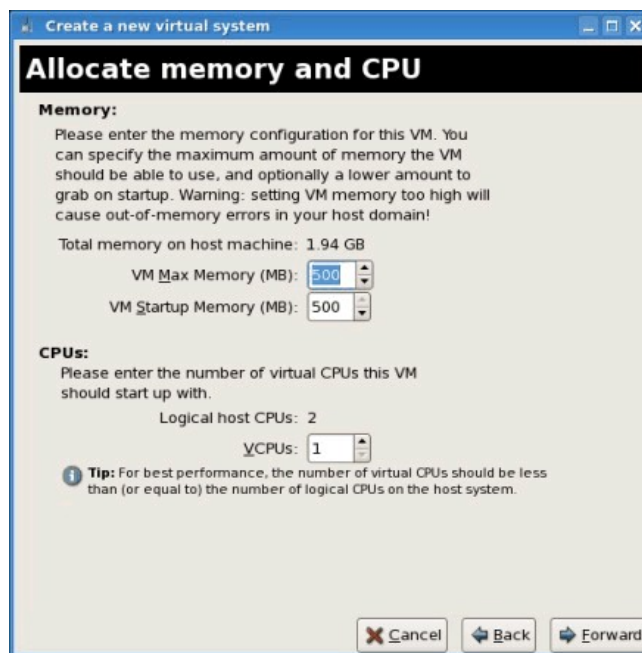 Create a new virtual system
Allocate memory and CPU
Memory:
Please enter the memory configuration for this VM. You
can specify the maximum amount of memory the VM
should be able to use, and optionally a lower amount to
grab on startup. Warning: setting VM memory too high will
cause out-of-memory errors in your host domain!
Total memory on host machine: 1.94 GB
VM Max Memory (MB): 500
VM Startup Memory (MB): 500
CPUs:
Please enter the number of virtual CPUs this VM
should start up with.
Logical host CPUs: 2
VCPUs: 1
Tip: For best performance, the number of virtual CPUs should be less
than (or equal to) the number of logical CPUs on the host system.
Cancel Back Forward